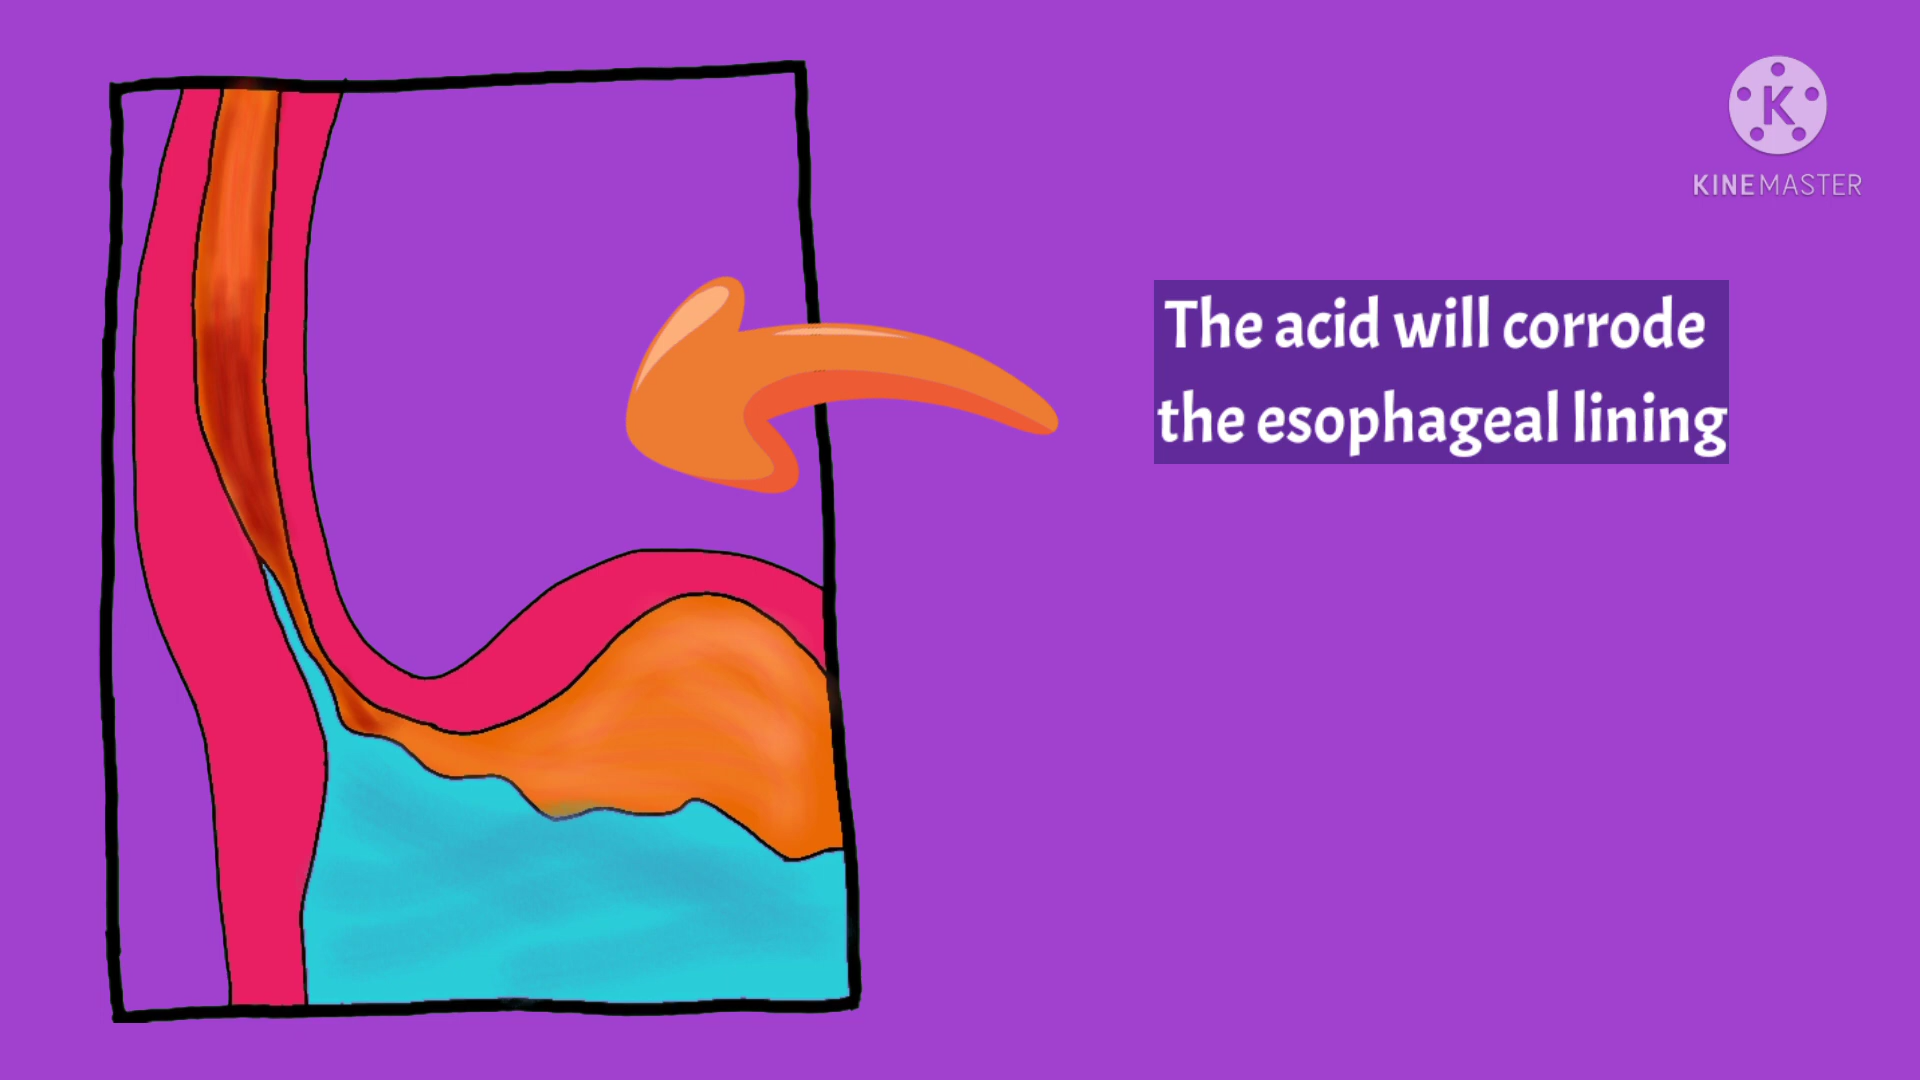 K
KINEMASTER
The acid will corrode
the esophageal lining